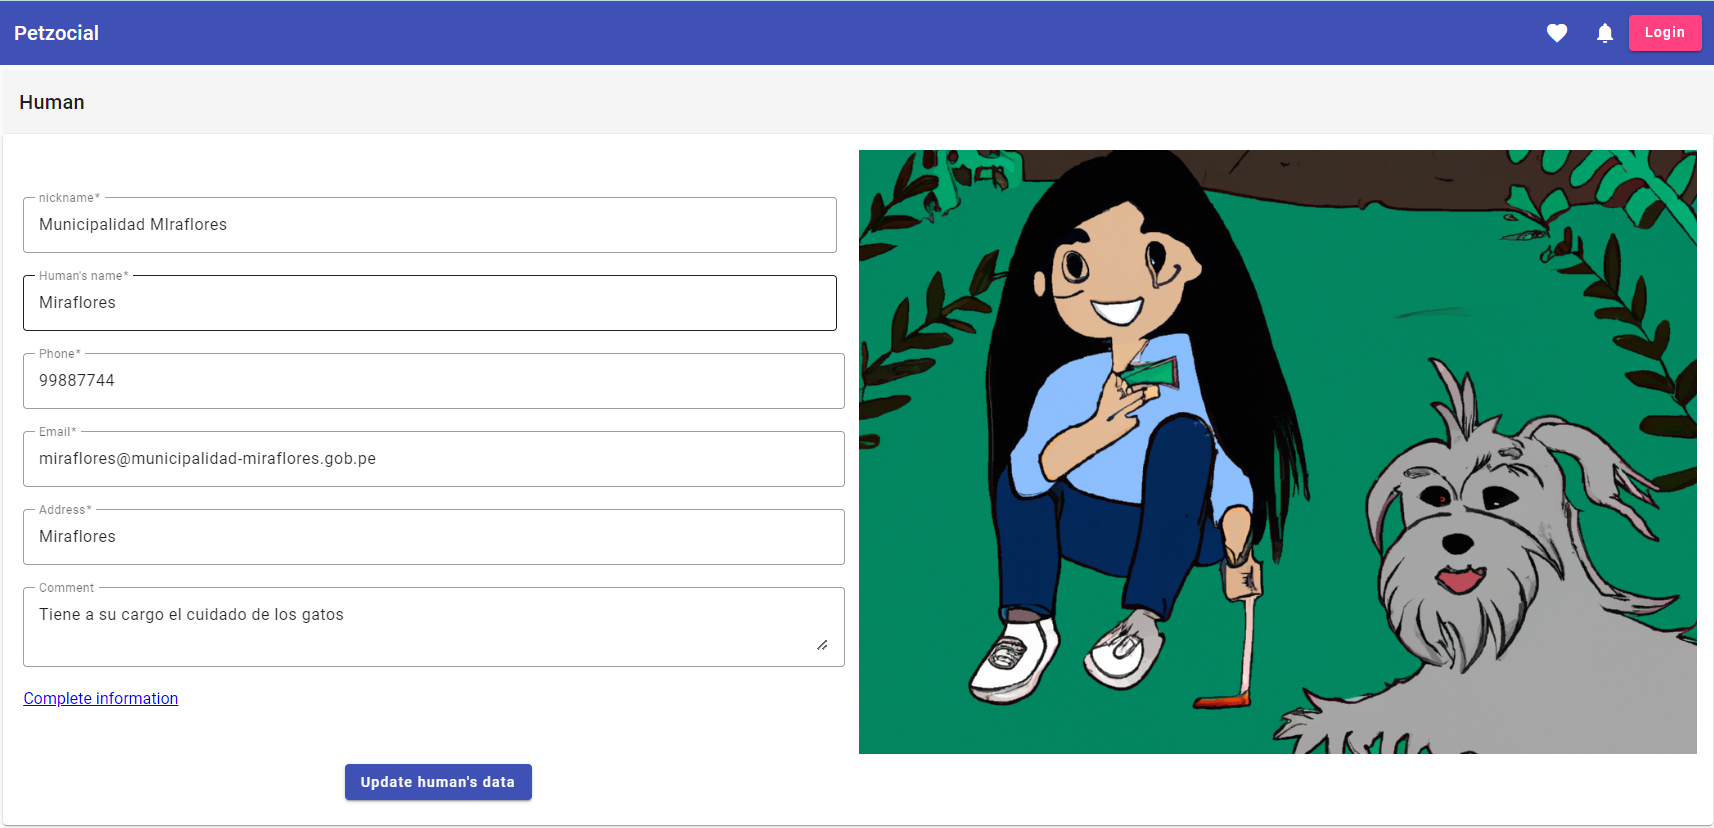 Petzocial
Login
Human
nickname*
Municipalidad MIraflores
Human's name*
Miraflores
Phone*
99887744
Email*
miraflores@municipalidad-miraflores.gob.pe
Address*
Miraflores
Comment
Tiene a su cargo el cuidado de los gatos
Complete information
Update human's data